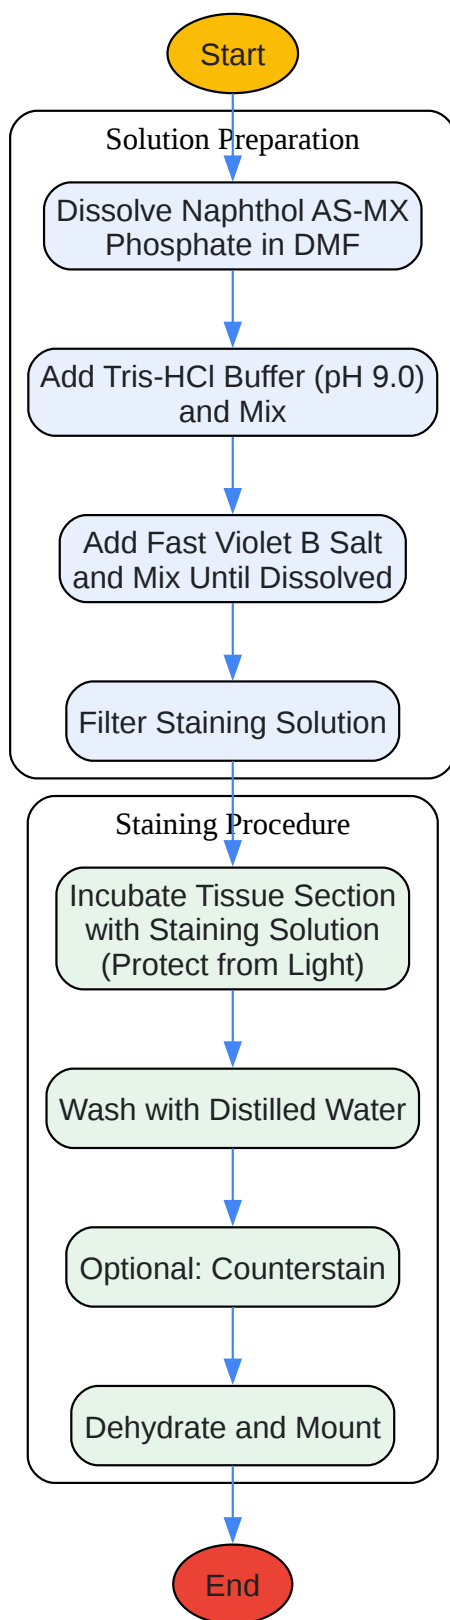 Start
Solution Preparation
Dissolve Naphthol AS-MX
Phosphate in DMF
Add Tris-HCl Buffer (pH 9.0)
and Mix
Add Fast Violet B Salt
and Mix Until Dissolved
Filter Staining Solution
Staining Procedure
Incubate Tissue Section
with Staining Solution
(Protect from Light)
Wash with Distilled Water
Optional: Counterstain
Dehydrate and Mount
End